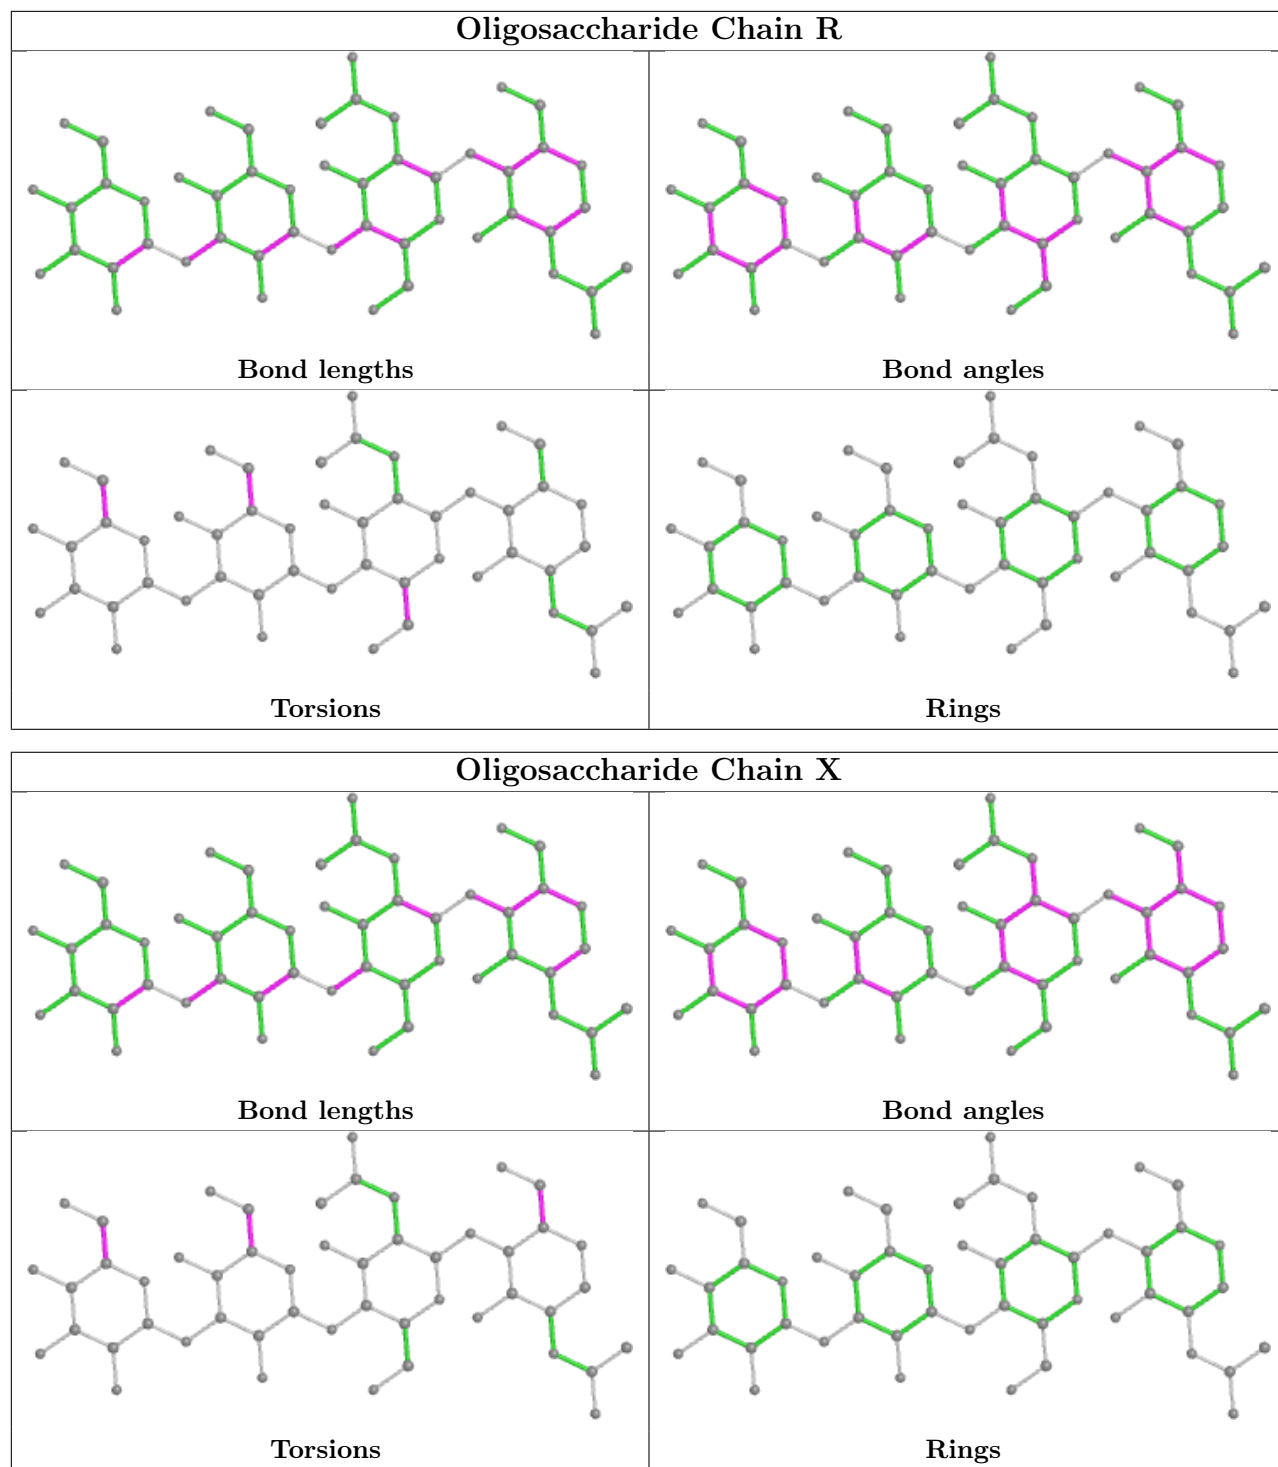 Oligosaccharide Chain R
Bond lengths
Bond angles
Torsions
Rings
Oligosaccharide Chain X
Bond lengths
Bond angles
Torsions
Rings